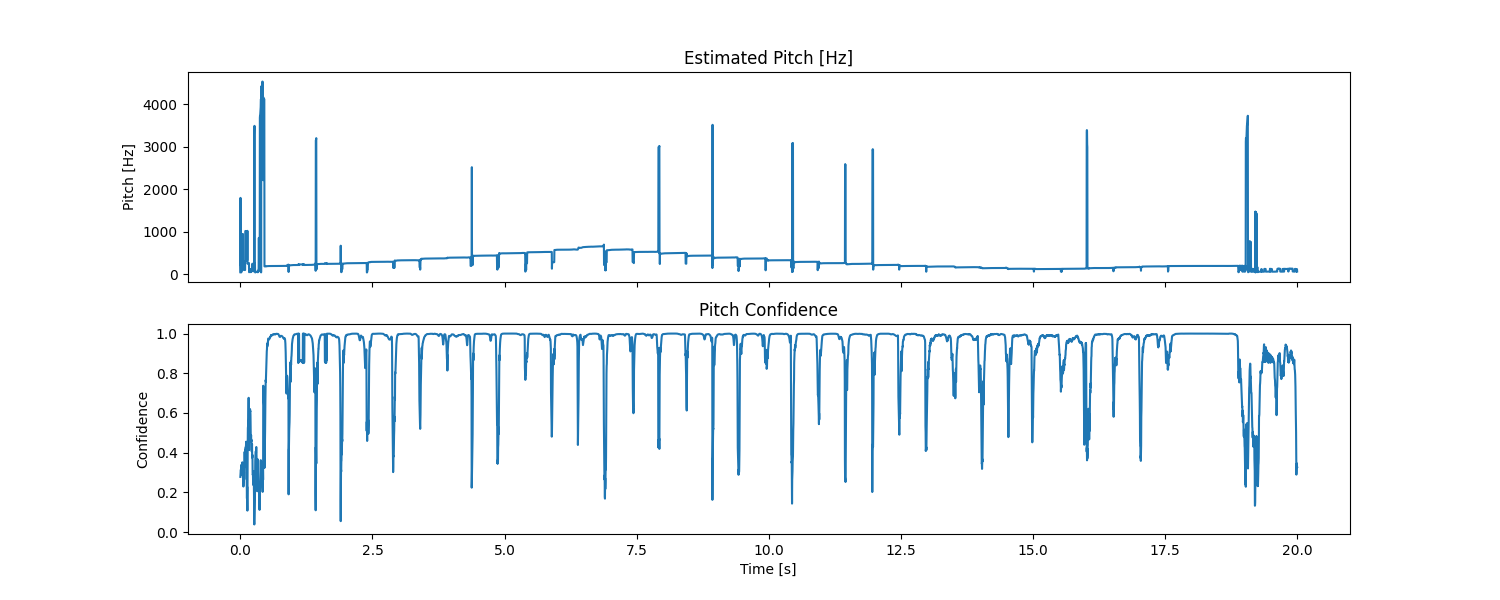 Estimated Pitch [Hz]
Pitch [Hz]
4000
3000
2000
1000
0
Pitch Confidence
Confidence
1.0
0.8
0.6
0.4
0.2
0.0
0.0 2.5 5.0 7.5 10.0 12.5 15.0 17.5 20.0
Time [s]